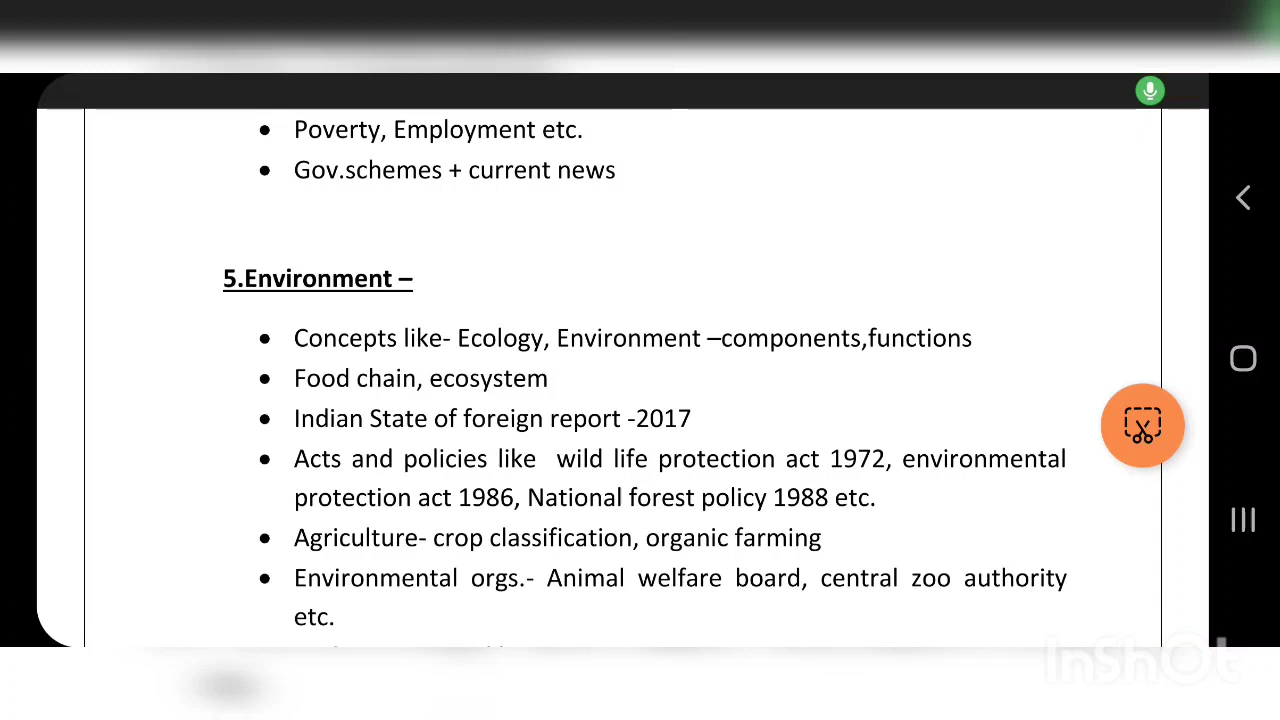 Poverty, Employment etc.
Gov.schemes + current news
5.Environment –
Concepts like- Ecology, Environment –components,functions
Food chain, ecosystem
Indian State of foreign report -2017
Acts and policies like wild life protection act 1972, environmental
protection act 1986, National forest policy 1988 etc.
Agriculture- crop classification, organic farming
Environmental orgs.- Animal welfare board, central zoo authority
etc.
InShOt